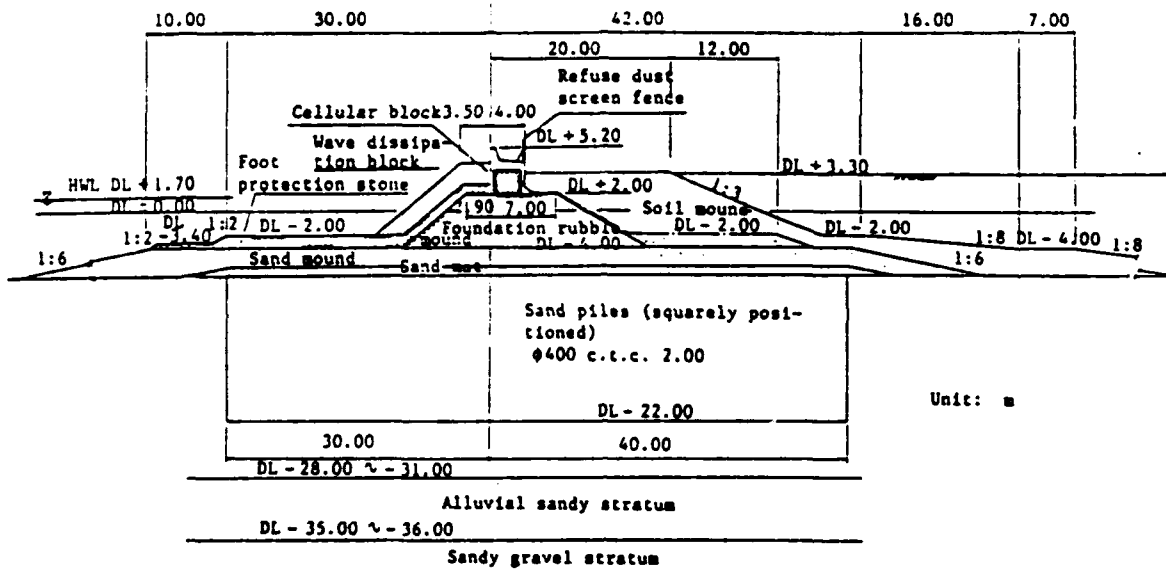 10.00 30.00 42.00 16.00 7.00
20.00 12.00
Refuse dust
screen fence
Cellular block 3.50 4.00
DL + 5.20
Wave dissipa-
tion block
Foot
protection stone
DL + 3.30
HWL DL + 1.70
DL + 2.00
DL - 0.00
1.90 7.00
Soil mound
DL
1:2 -3.40
1:2
DL - 2.00
Foundation rubble
mound
DL - 2.00
DL - 2.00
DL - 4.00
1:8 DL - 4.00 1:8
1:6
Sand mound
Sand mat
1:6
Sand piles (squarely posi-
tioned)
φ400 c.t.c. 2.00
Unit: m
DL - 22.00
30.00 40.00
DL - 28.00 ~ - 31.00
Alluvial sandy stratum
DL - 35.00 ~ - 36.00
Sandy gravel stratum